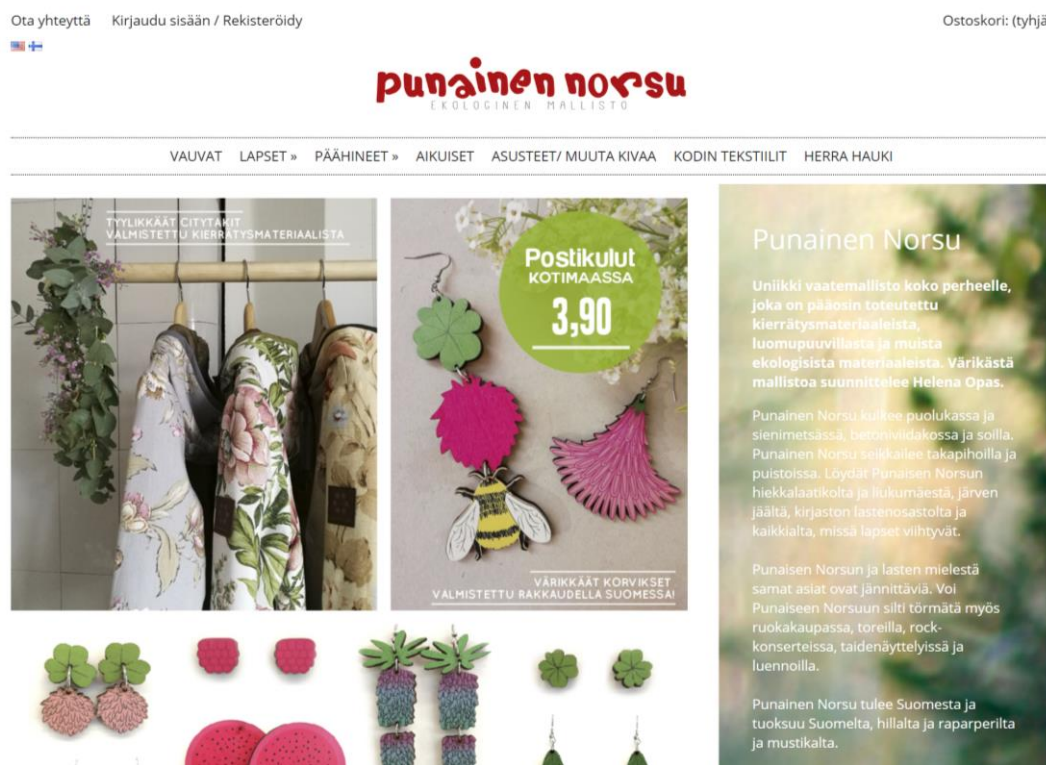 Ota yhteyttä Kirjaudu sisään / Rekisteröidy
Ostoskori: (tyhjä
punainen norsu
EKOLOGINEN MALLISTO
VAUVAT LAPSET » PÄÄHINEET » AIKUISET ASUSTEET/ MUUTA KIVAA KODIN TEKSTIILIT HERRA HAUKI
TYYLIKKÄÄT CITYTAKIT
VALMISTETTU KIERRÄTYSMATERIAALISTA
Postikulut
KOTIMAASSA
3,90
VÄRIKKÄÄT KORVIKSET
VALMISTETTU RAKKAUDELLA SUOMESSA!
Punainen Norsu
Uniikki vaatemallisto koko perheelle,
joka on pääosin toteutettu
kierrätysmateriaaleista,
luomupuuvillasta ja muista
ekologisista materiaaleista. Värikästä
mallistoa suunnittelee Helena Opas.
Punainen Norsu kulkee puolukassa ja
sienimetsässä, betoniviidakossa ja soilla.
Punainen Norsu seikkailee takapihoilla ja
puistoissa. Löydät Punaisen Norsun
hiekkalaatikolta ja liukumäestä, järven
jäältä, kirjaston lastenosastolta ja
kaikkialta, missä lapset viihtyvät.
Punaisen Norsun ja lasten mielestä
samat asiat ovat jännittäviä. Voi
Punaiseen Norsuun silti törmätä myös
ruokakaupassa, toreilla, rock-
konserteissa, taidenäyttelyissä ja
luennoilla.
Punainen Norsu tulee Suomesta ja
tuoksuu Suomelta, hillalta ja raparperilta
ja mustikalta.